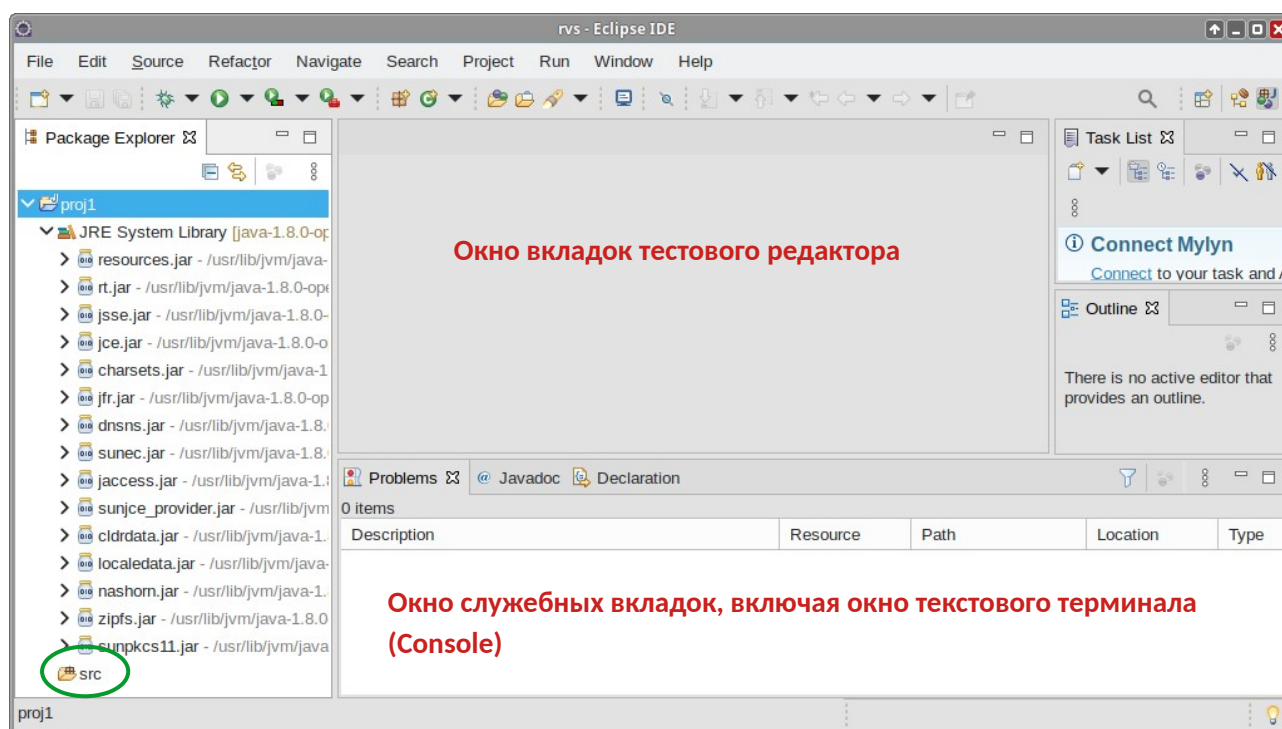 rvs - Eclipse IDE
File Edit Source Refactor Navigate Search Project Run Window Help
Package Explorer
Task List
proj1
JRE System Library [java-1.8.0-op
resources.jar - /usr/lib/jvm/java-
rt.jar - /usr/lib/jvm/java-1.8.0-ope
jsse.jar - /usr/lib/jvm/java-1.8.0-
jce.jar - /usr/lib/jvm/java-1.8.0-o
charsets.jar - /usr/lib/jvm/java-1
jfr.jar - /usr/lib/jvm/java-1.8.0-op
dnsns.jar - /usr/lib/jvm/java-1.8.
sunec.jar - /usr/lib/jvm/java-1.8.
jaccess.jar - /usr/lib/jvm/java-1.
sunjce_provider.jar - /usr/lib/jvm
cldrdata.jar - /usr/lib/jvm/java-1.
localedata.jar - /usr/lib/jvm/java-
nashorn.jar - /usr/lib/jvm/java-1.
zipfs.jar - /usr/lib/jvm/java-1.8.0
sunpkcs11.jar - /usr/lib/jvm/java
src
Окно вкладок тестового редактора
Connect Mylyn
Connect to your task and
Outline
There is no active editor that
provides an outline.
Problems @ Javadoc Declaration
0 items
Description Resource Path Location Type
Окно служебных вкладок, включая окно текстового терминала
(Console)
proj1